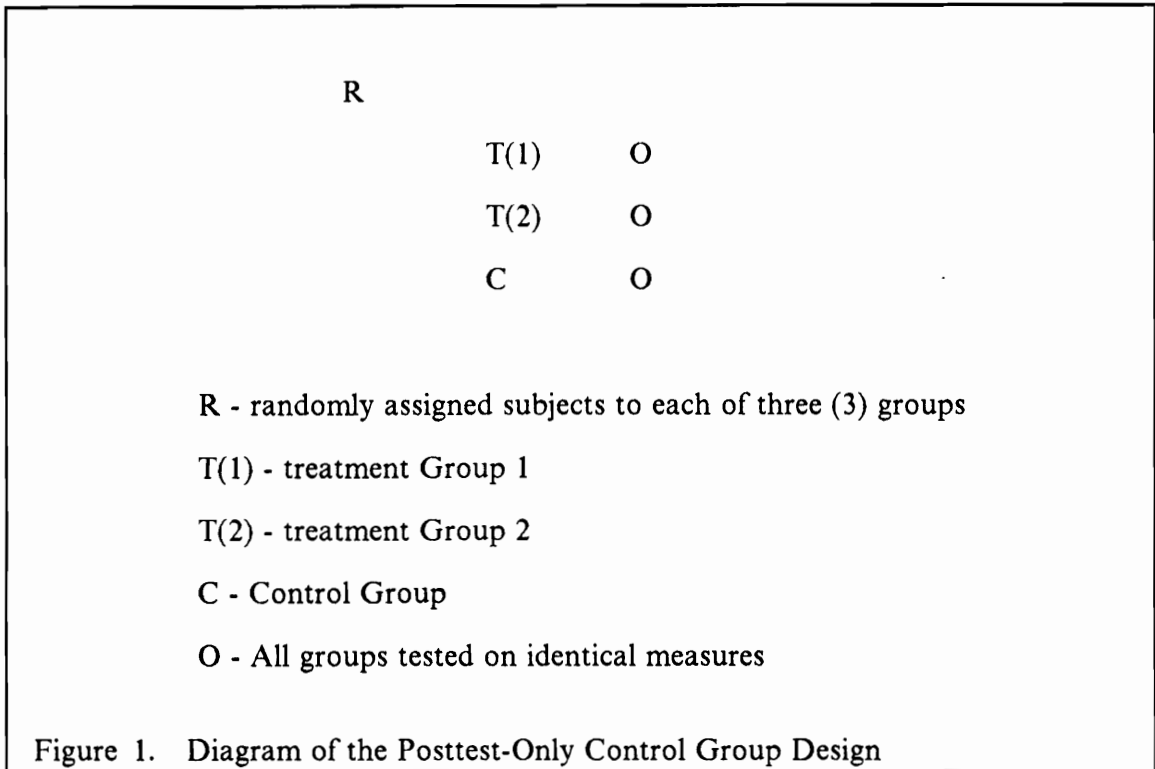 R
T(1) O
T(2) O
C O
R - randomly assigned subjects to each of three (3) groups
T(1) - treatment Group 1
T(2) - treatment Group 2
C - Control Group
O - All groups tested on identical measures
Figure 1. Diagram of the Posttest-Only Control Group Design